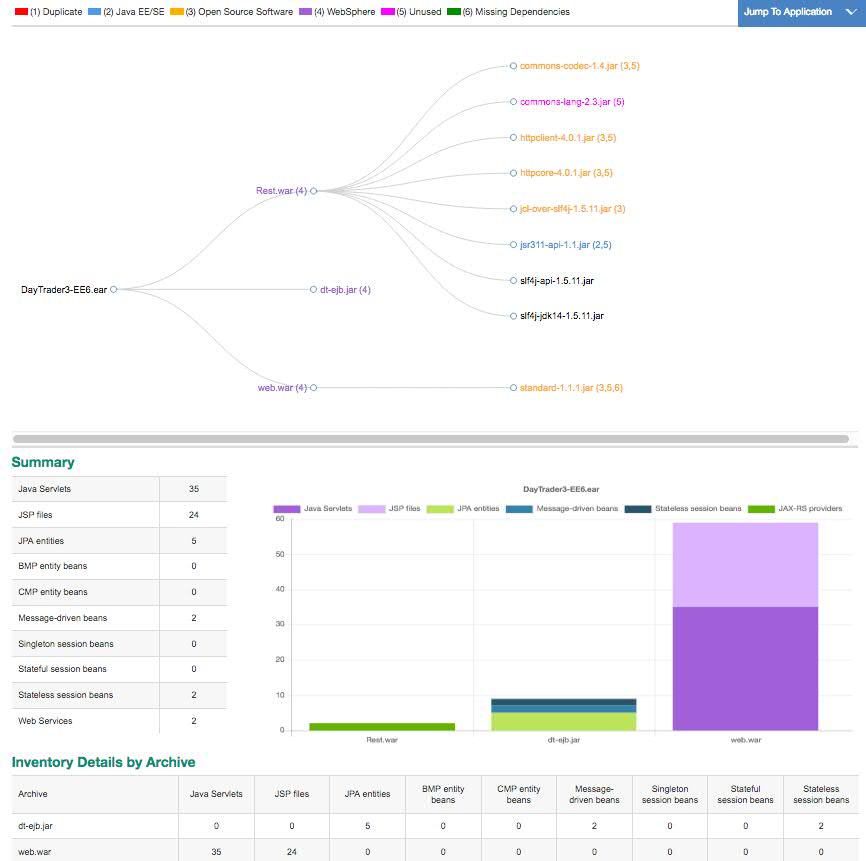 (1) Duplicate (2) Java EE/SE (3) Open Source Software (4) WebSphere (5) Unused (6) Missing Dependencies
Jump To Application
commons-codec-1.4.jar (3,5)
commons-lang-2.3.jar (5)
httpclient-4.0.1.jar (3,5)
httpcore-4.0.1.jar (3,5)
Rest.war (4)
jcl-over-slf4j-1.5.11.jar (3)
jsr311-api-1.1.jar (2,5)
slf4j-api-1.5.11.jar
DayTrader3-EE6.ear
dt-ejb.jar (4)
slf4j-jdk14-1.5.11.jar
web.war (4)
standard-1.1.1.jar (3,5,6)
Summary
Java Servlets 35
JSP files 24
JPA entities 5
BMP entity beans 0
CMP entity beans 0
Message-driven beans 2
Singleton session beans 0
Stateful session beans 0
Stateless session beans 2
Web Services 2
DayTrader3-EE6.ear
Java Servlets JSP files JPA entities Message-driven beans Stateless session beans JAX-RS providers
60
50
40
30
20
10
0
Rest.war dt-ejb.jar web.war
Inventory Details by Archive
Archive Java Servlets JSP files JPA entities BMP entity beans CMP entity beans Message-driven beans Singleton session beans Stateful session beans Stateless session beans
dt-ejb.jar 0 0 5 0 0 2 0 0 2
web.war 35 24 0 0 0 0 0 0 0